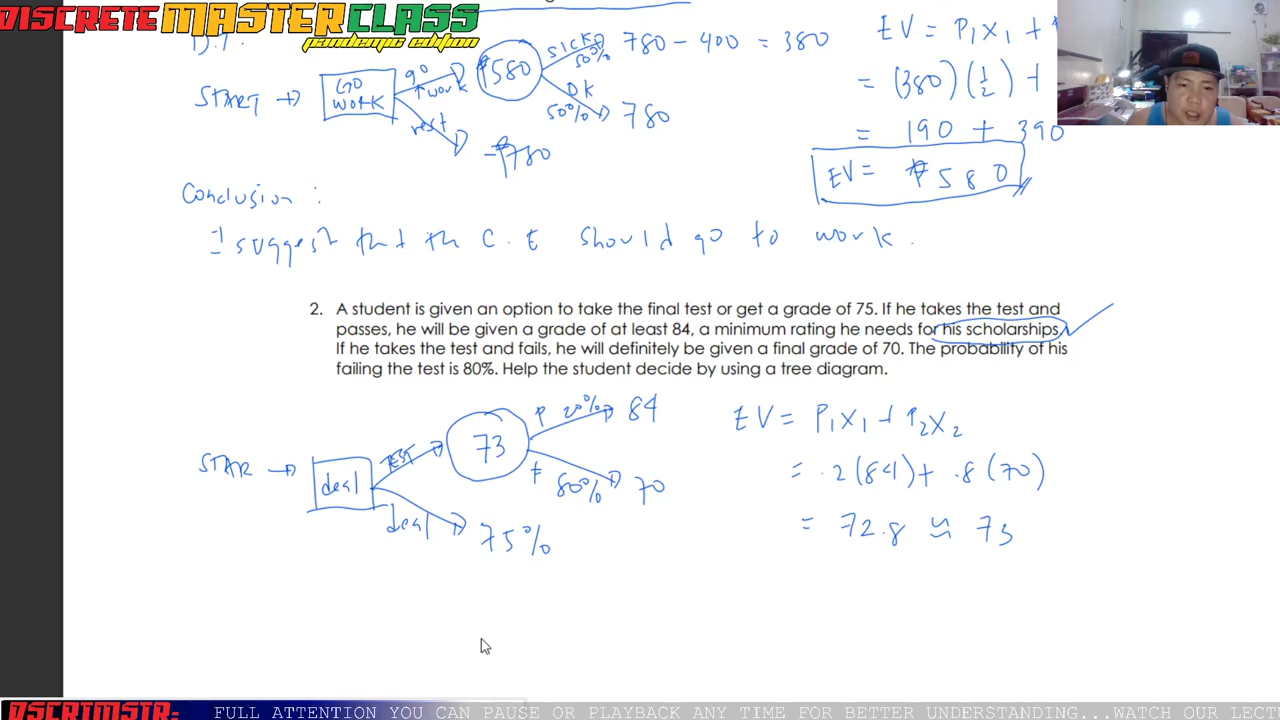 DISCRETE MASTER CLASS
pandemic edition
D.T.
START → GO WORK
go work
₱580
sick 50% 780 - 400 = 380
OK 50% 780
rest
-₱780
EV = P1X1 +
= (380)(1/2) +
= 190 + 390
EV = ₱580
Conclusion :
I suggest that the C.E should go to work.
2. A student is given an option to take the final test or get a grade of 75. If he takes the test and
passes, he will be given a grade of at least 84, a minimum rating he needs for his scholarships.
If he takes the test and fails, he will definitely be given a final grade of 70. The probability of his
failing the test is 80%. Help the student decide by using a tree diagram.
STAR → deal
TEST
73
P 20% 84
F 80% 70
deal
75%
EV = P1X1 + P2X2
= .2(84) + .8(70)
= 72.8 ≈ 73
DSCRTMSTR:
FULL ATTENTION YOU CAN PAUSE OR PLAYBACK ANY TIME FOR BETTER UNDERSTANDING...WATCH OUR LECTU